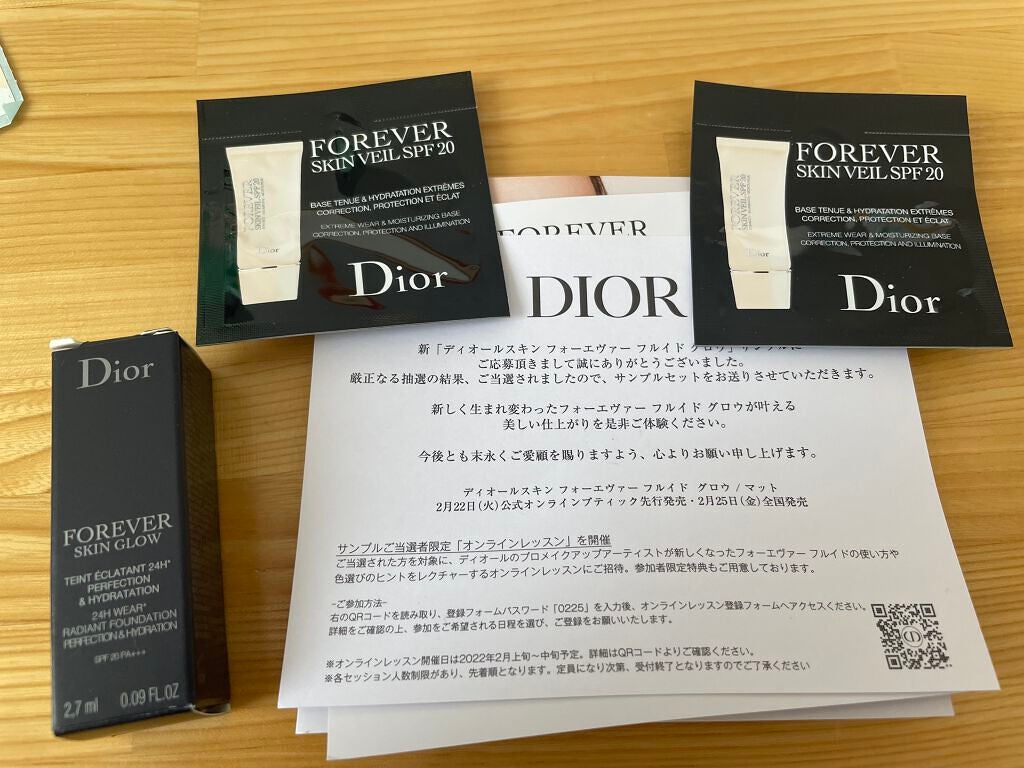 FOREVER
SKIN VEIL SPF 20
BASE TENUE & HYDRATATION EXTRÊMES
CORRECTION, PROTECTION ET ÉCLAT
EXTREME WEAR & MOISTURIZING BASE
CORRECTION, PROTECTION AND ILLUMINATION
Dior
FOREVER
SKIN VEIL SPF 20
Dior
FOREVER
SKIN VEIL SPF 20
BASE TENUE & HYDRATATION EXTRÊMES
CORRECTION, PROTECTION ET ÉCLAT
EXTREME WEAR & MOISTURIZING BASE
CORRECTION, PROTECTION AND ILLUMINATION
Dior
FOREVER
SKIN VEIL SPF 20
Dior
FOREVER
DIOR
新「ディオールスキン フォーエヴァー フルイド グロウ」サンプルに
ご応募頂きまして誠にありがとうございました。
厳正なる抽選の結果、ご当選されましたので、サンプルセットをお送りさせていただきます。
新しく生まれ変わったフォーエヴァー フルイド グロウが叶える
美しい仕上がりを是非ご体験ください。
今後とも末永くご愛顧を賜りますよう、心よりお願い申し上げます。
ディオールスキン フォーエヴァー フルイド グロウ / マット
2月22日(火)公式オンラインブティック先行発売・2月25日(金)全国発売
サンプルご当選者限定「オンラインレッスン」を開催
ご当選された方を対象に、ディオールのプロメイクアップアーティストが新しくなったフォーエヴァー フルイドの使い方や
色選びのヒントをレクチャーするオンラインレッスンにご招待。参加者限定特典もご用意しております。
-ご参加方法-
右のQRコードを読み取り、登録フォームパスワード「0225」を入力後、オンラインレッスン登録フォームへアクセスください。
詳細をご確認の上、参加をご希望される日程を選び、ご登録をお願いいたします。
※オンラインレッスン開催日は2022年2月上旬~中旬予定。詳細はQRコードよりご確認ください。
※各セッション人数制限があり、先着順となります。定員になり次第、受付終了となりますのでご了承ください
Dior
FOREVER
SKIN GLOW
TEINT ÉCLATANT 24H*
PERFECTION
& HYDRATATION
24H WEAR*
RADIANT FOUNDATION
PERFECTION & HYDRATION
SPF 20 PA+++
2,7 ml 0.09 FL.OZ